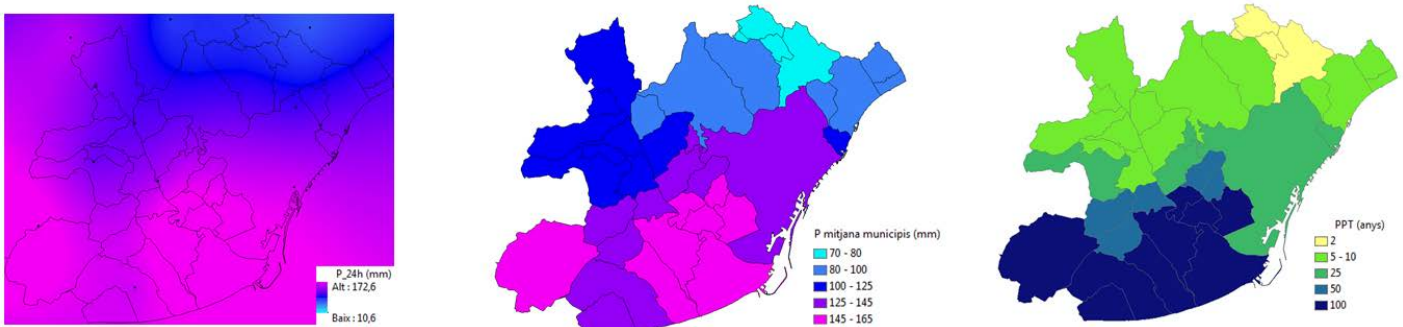 P_24h (mm)
Alt : 172,6
Baix : 10,6
P mitjana municipis (mm)
70 - 80
80 - 100
100 - 125
125 - 145
145 - 165
PPT (anys)
2
5 - 10
25
50
100